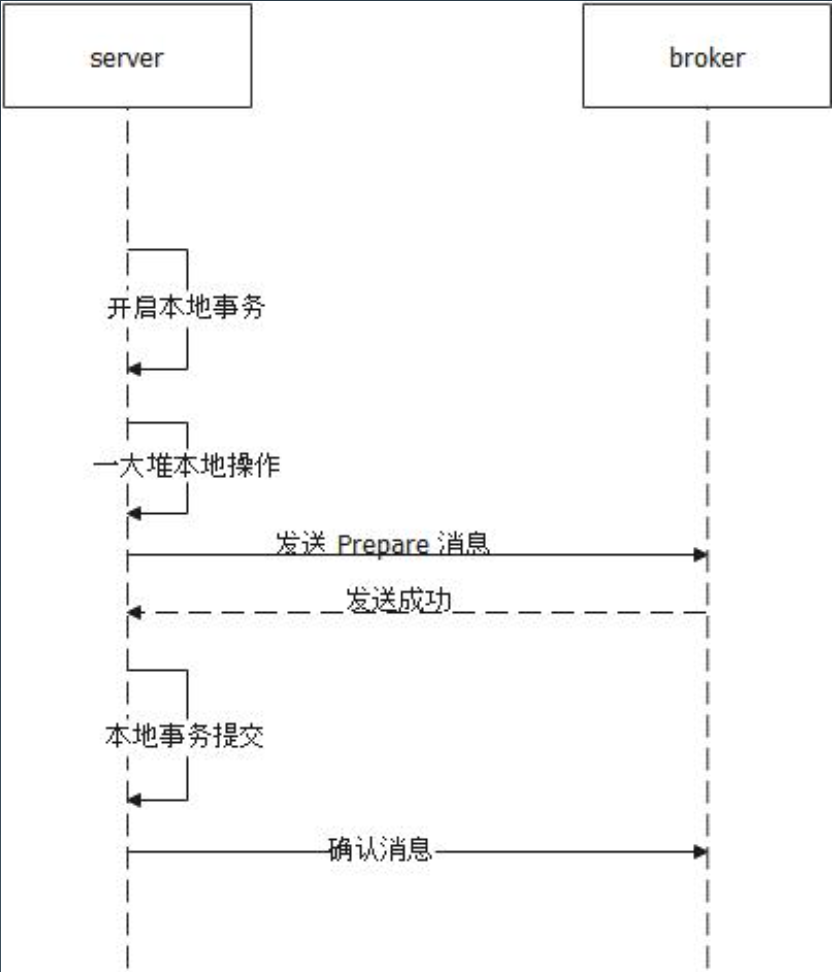 server
broker
开启本地事务
一大堆本地操作
发送 Prepare 消息
发送成功
本地事务提交
确认消息